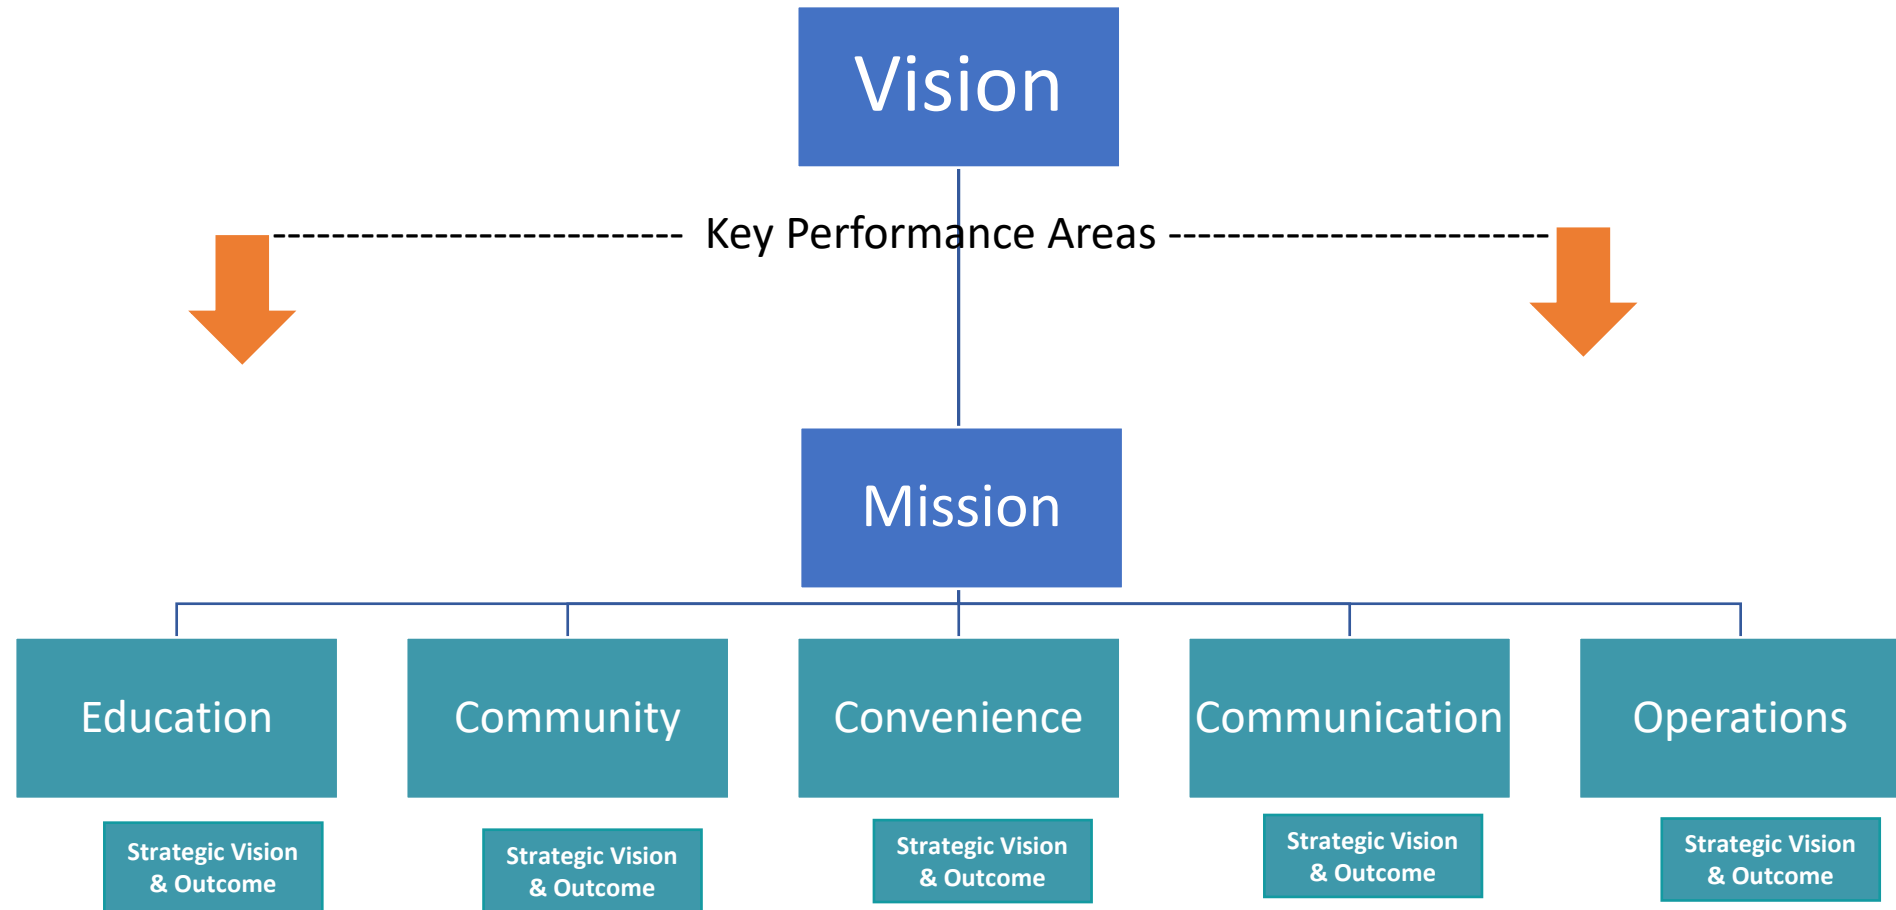 Vision
Key Performance Areas
Mission
Education
Community
Convenience
Communication
Operations
Strategic Vision
& Outcome
Strategic Vision
& Outcome
Strategic Vision
& Outcome
Strategic Vision
& Outcome
Strategic Vision
& Outcome